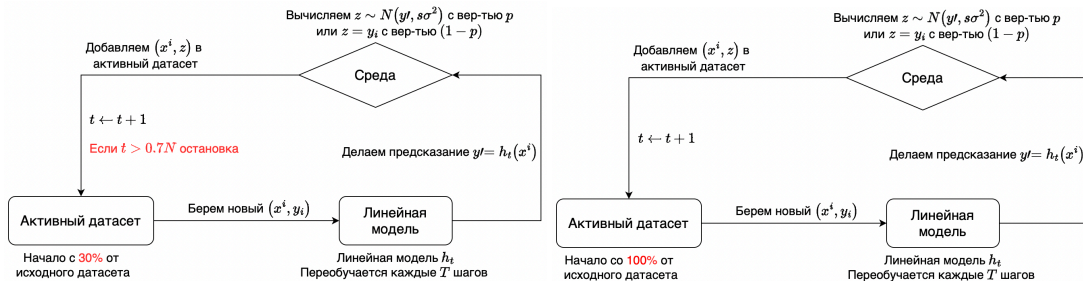 Вычисляем z ∼ N(y′, sσ²) с вер-тью p
или z = yᵢ с вер-тью (1 − p)
Добавляем (xⁱ, z) в
активный датасет
Среда
t ← t + 1
Если t > 0.7N остановка
Делаем предсказание y′ = hₜ(xⁱ)
Активный датасет
Берем новый (xⁱ, yᵢ)
Линейная
модель
Начало с 30% от
исходного датасета
Линейная модель hₜ
Переобучается каждые T шагов
Вычисляем z ∼ N(y′, sσ²) с вер-тью p
или z = yᵢ с вер-тью (1 − p)
Добавляем (xⁱ, z) в
активный датасет
Среда
t ← t + 1
Делаем предсказание y′ = hₜ(xⁱ)
Активный датасет
Берем новый (xⁱ, yᵢ)
Линейная
модель
Начало со 100% от
исходного датасета
Линейная модель hₜ
Переобучается каждые T шагов